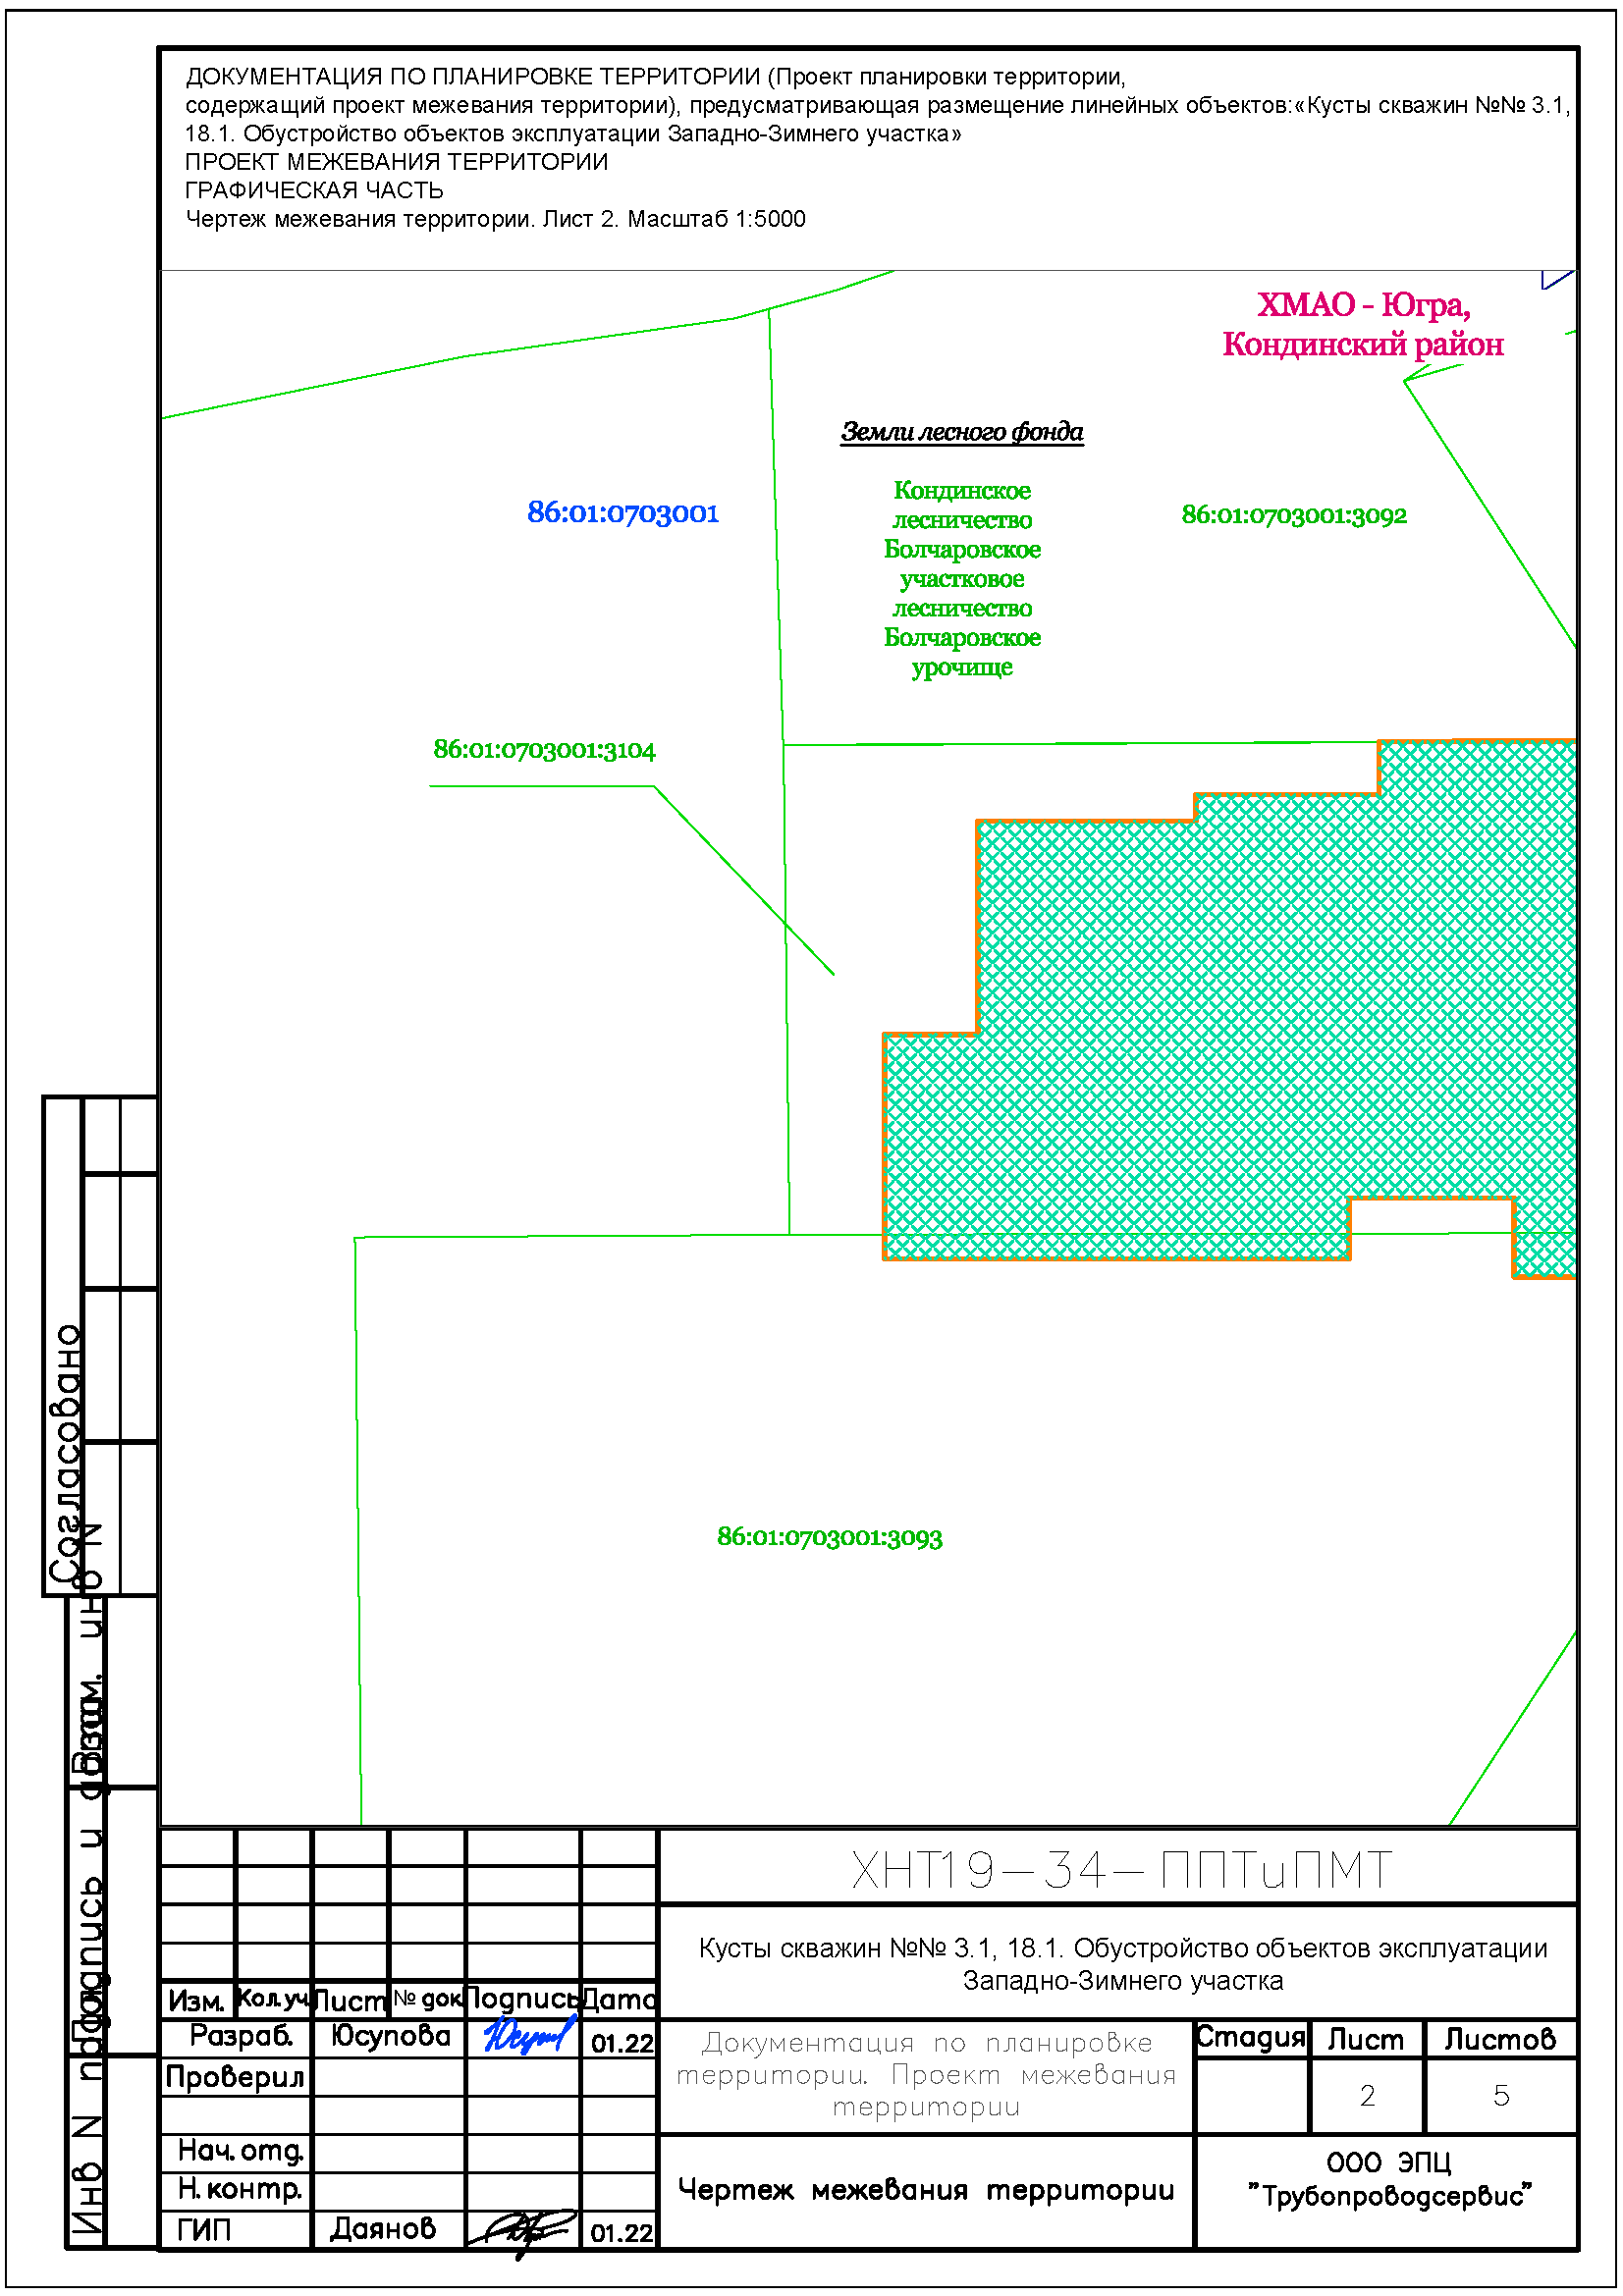 ДОКУМЕНТАЦИЯ ПО ПЛАНИРОВКЕ ТЕРРИТОРИИ (Проект планировки территории,
содержащий проект межевания территории), предусматривающая размещение линейных объектов:«Кусты скважин №№ 3.1,
18.1. Обустройство объектов эксплуатации Западно-Зимнего участка»
ПРОЕКТ МЕЖЕВАНИЯ ТЕРРИТОРИИ
ГРАФИЧЕСКАЯ ЧАСТЬ
Чертеж межевания территории. Лист 2. Масштаб 1:5000
ХМАО - Югра,
Кондинский район
Земли лесного фонда
86:01:0703001
Кондинское
лесничество
Болчаровское
участковое
лесничество
Болчаровское
урочище
86:01:0703001:3092
86:01:0703001:3104
86:01:0703001:3093
Согласовано
Взам. инв N
Подпись и дата
Инв N подл
ХНТ19-34-ППТиПМТ
Кусты скважин №№ 3.1, 18.1. Обустройство объектов эксплуатации
Западно-Зимнего участка
Изм. Кол.уч Лист № док Подпись Дата
Разраб. Юсупова 01.22
Проверил
Нач. отд.
Н. контр.
ГИП Даянов 01.22
Документация по планировке
территории. Проект межевания
территории
Стадия Лист Листов
2 5
Чертеж межевания территории
ООО ЭПЦ
"Трубопроводсервис"